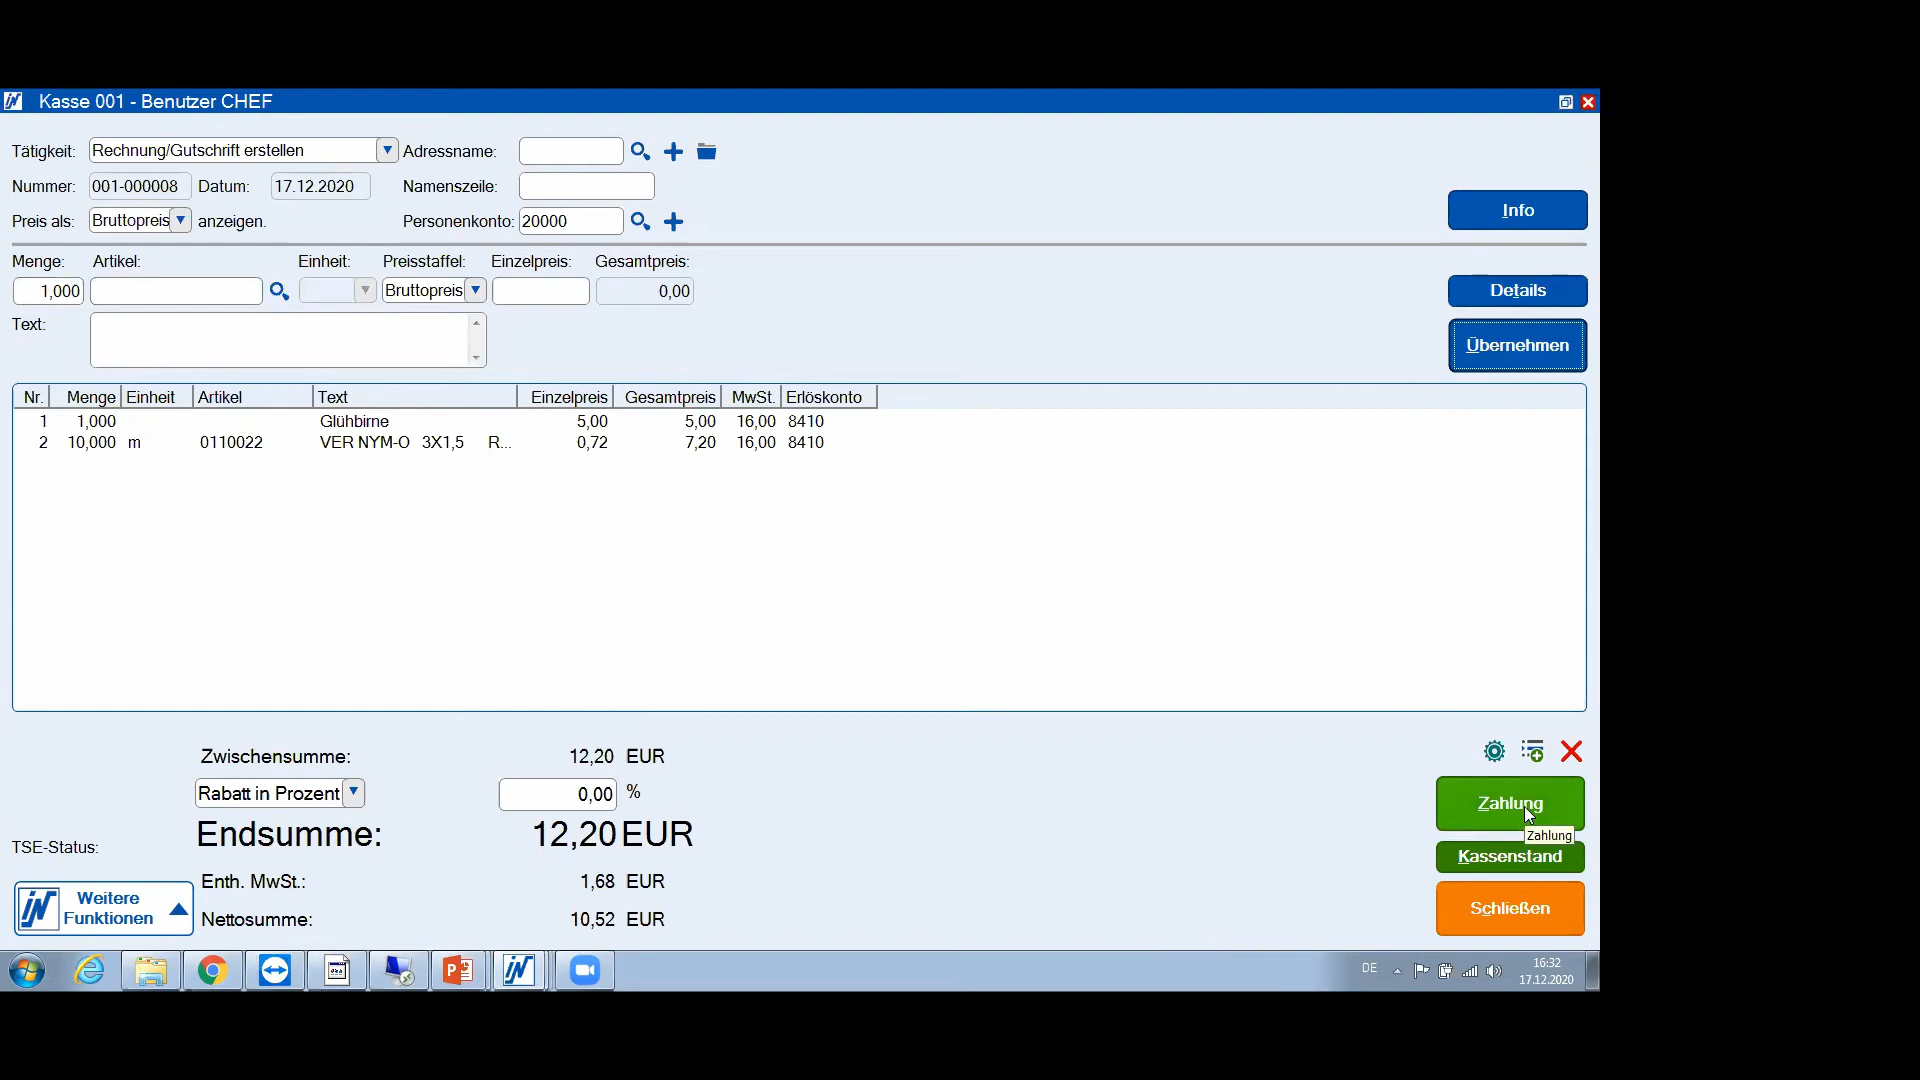 Kasse 001 - Benutzer CHEF
Tätigkeit: Rechnung/Gutschrift erstellen Adressname:
Nummer: 001-000008 Datum: 17.12.2020 Namenszeile:
Preis als: Bruttopreis anzeigen. Personenkonto: 20000
Info
Menge: Artikel: Einheit: Preisstaffel: Einzelpreis: Gesamtpreis:
1,000 Bruttopreis 0,00
Details
Text:
Übernehmen
Nr. Menge Einheit Artikel Text Einzelpreis Gesamtpreis MwSt. Erlöskonto
1 1,000 Glühbirne 5,00 5,00 16,00 8410
2 10,000 m 0110022 VER NYM-O 3X1,5 R... 0,72 7,20 16,00 8410
Zwischensumme: 12,20 EUR
Rabatt in Prozent 0,00 %
Endsumme: 12,20 EUR
TSE-Status:
Enth. MwSt.: 1,68 EUR
Nettosumme: 10,52 EUR
Weitere
Funktionen
Zahlung
Zahlung
Kassenstand
Schließen
DE
16:32
17.12.2020